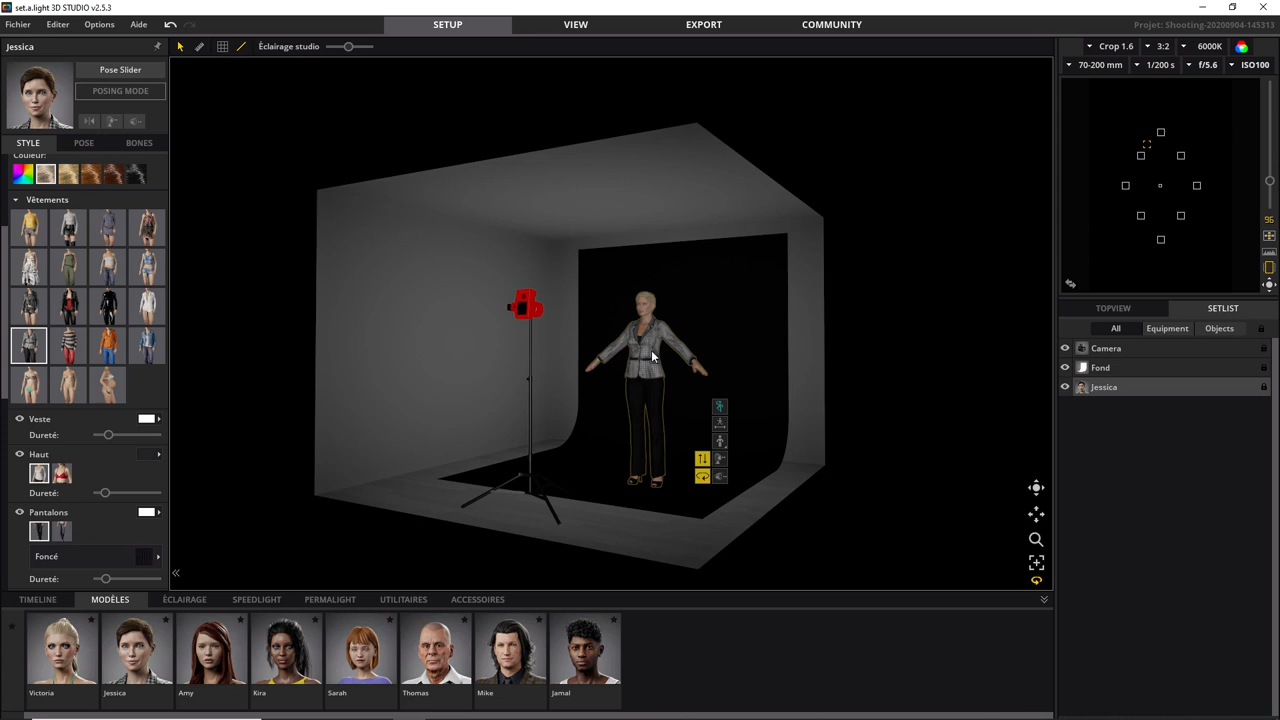 set.a.light 3D STUDIO v2.5.3
Fichier Editer Options Aide
SETUP VIEW EXPORT COMMUNITY
Projet: Shooting-20200904-145313
Jessica
Éclairage studio
Crop 1.6 3:2 6000K
70-200 mm 1/200 s f/5.6 ISO100
Pose Slider
POSING MODE
STYLE POSE BONES
Couleur:
Vêtements
Veste
Dureté:
Haut
Dureté:
Pantalons
Foncé
Dureté:
96
TOPVIEW SETLIST
All Equipment Objects
Camera
Fond
Jessica
TIMELINE MODÈLES ÉCLAIRAGE SPEEDLIGHT PERMALIGHT UTILITAIRES ACCESSOIRES
Victoria Jessica Amy Kira Sarah Thomas Mike Jamal